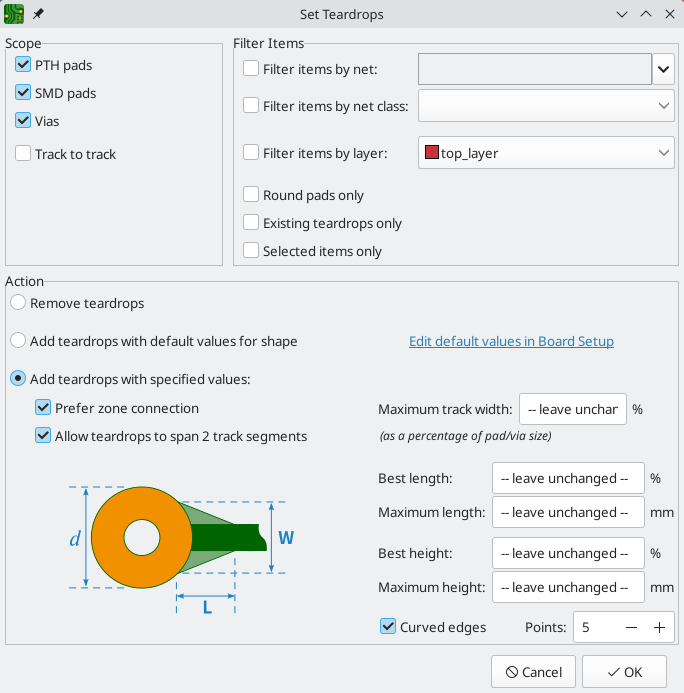 Set Teardrops
Scope
PTH pads
SMD pads
Vias
Track to track
Filter Items
Filter items by net:
Filter items by net class:
Filter items by layer: top_layer
Round pads only
Existing teardrops only
Selected items only
Action
Remove teardrops
Add teardrops with default values for shape Edit default values in Board Setup
Add teardrops with specified values:
Prefer zone connection
Allow teardrops to span 2 track segments
d
W
L
Maximum track width: -- leave unchar %
(as a percentage of pad/via size)
Best length: -- leave unchanged -- %
Maximum length: -- leave unchanged -- mm
Best height: -- leave unchanged -- %
Maximum height: -- leave unchanged -- mm
Curved edges Points: 5 − +
Cancel OK